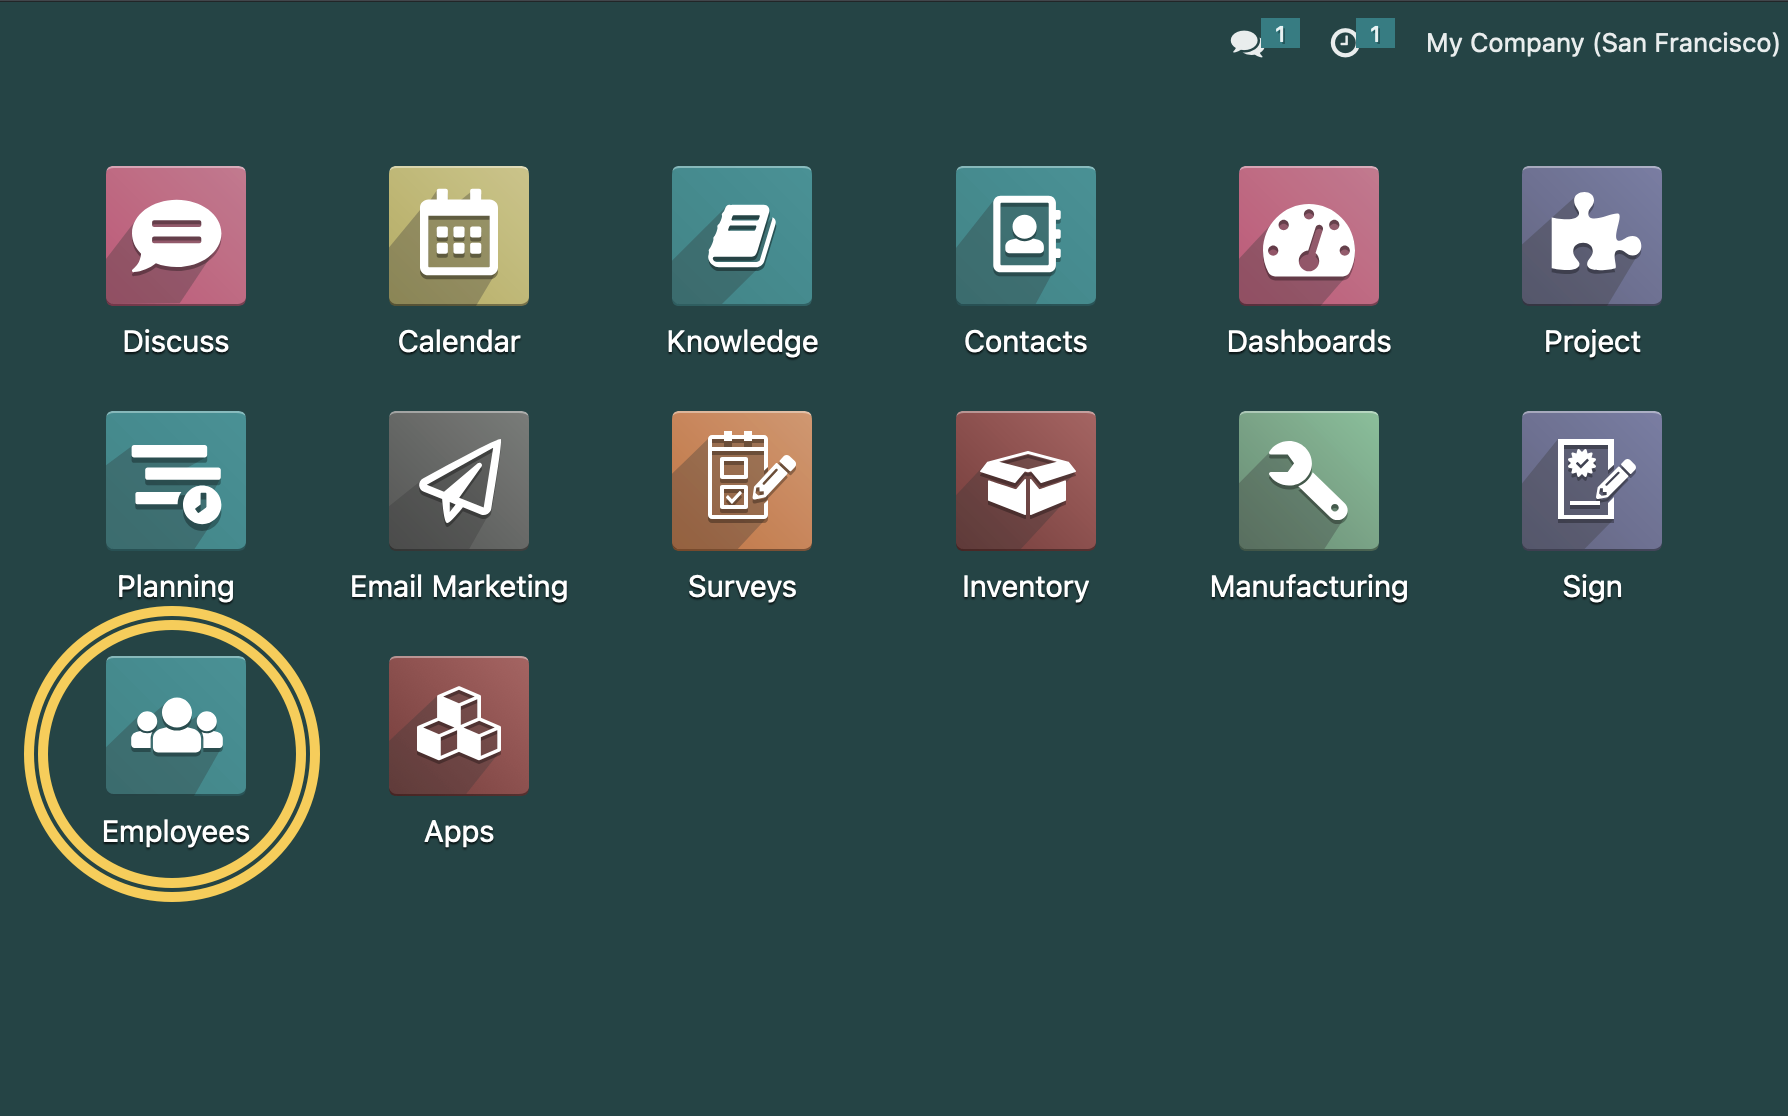 1 1 My Company (San Francisco)
Discuss Calendar Knowledge Contacts Dashboards Project
Planning Email Marketing Surveys Inventory Manufacturing Sign
Employees Apps